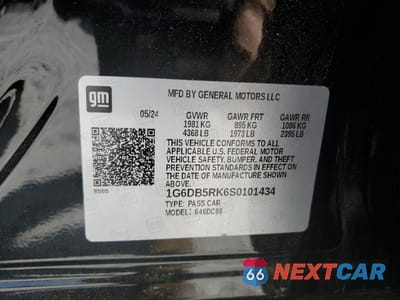 gm
MFD BY GENERAL MOTORS LLC
05/24 GVWR GAWR FRT GAWR RR
1981 KG 895 KG 1086 KG
4368 LB 1973 LB 2395 LB
THIS VEHICLE CONFORMS TO ALL
APPLICABLE U.S. FEDERAL MOTOR
VEHICLE SAFETY, BUMPER, AND THEFT
PREVENTION STANDARDS IN EFFECT ON
THE DATE OF MANUFACTURE SHOWN
ABOVE.
1G6DB5RK6S0101434
TYPE: PASS CAR
MODEL: 646DC69
66 NEXTCAR